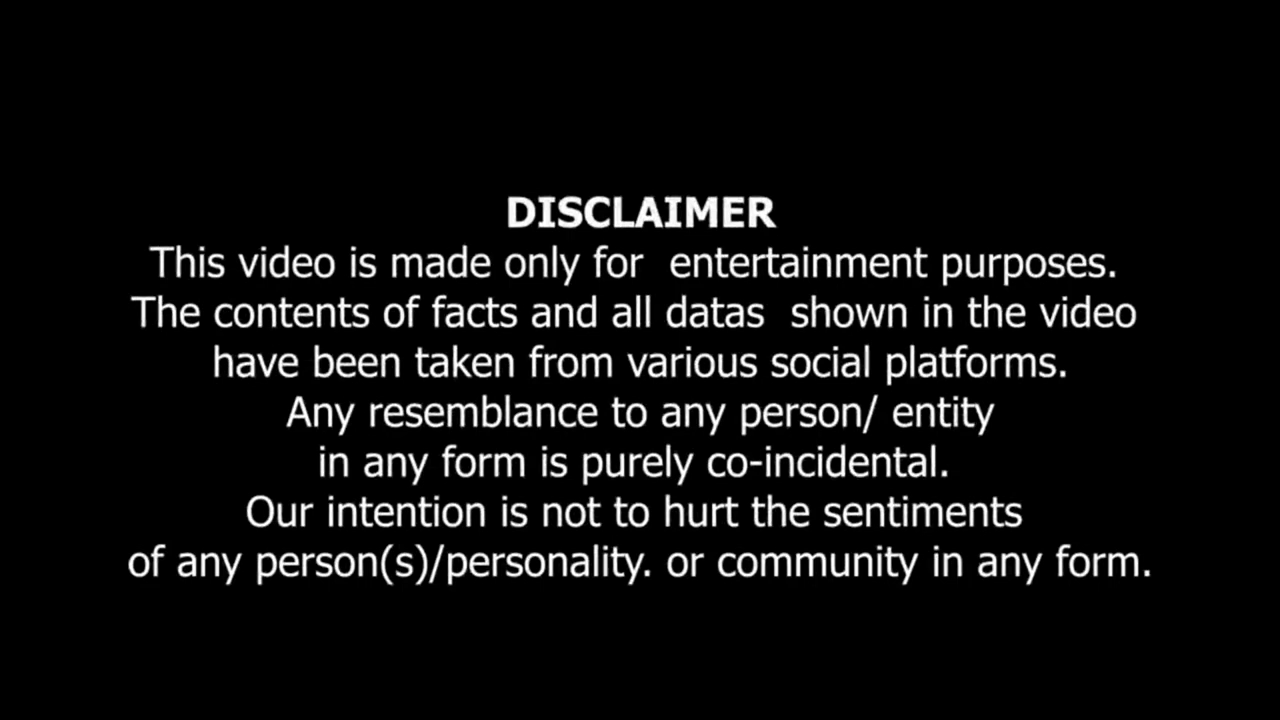 DISCLAIMER
This video is made only for  entertainment purposes.
The contents of facts and all datas  shown in the video
have been taken from various social platforms.
Any resemblance to any person/ entity
in any form is purely co-incidental.
Our intention is not to hurt the sentiments
of any person(s)/personality. or community in any form.